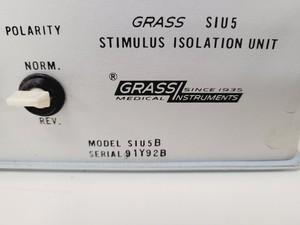 GRASS SIU5
POLARITY
STIMULUS ISOLATION UNIT
NORM.
® GRASS SINCE 1935
MEDICAL INSTRUMENTS
REV.
MODEL SIU5B
SERIAL 91Y92B